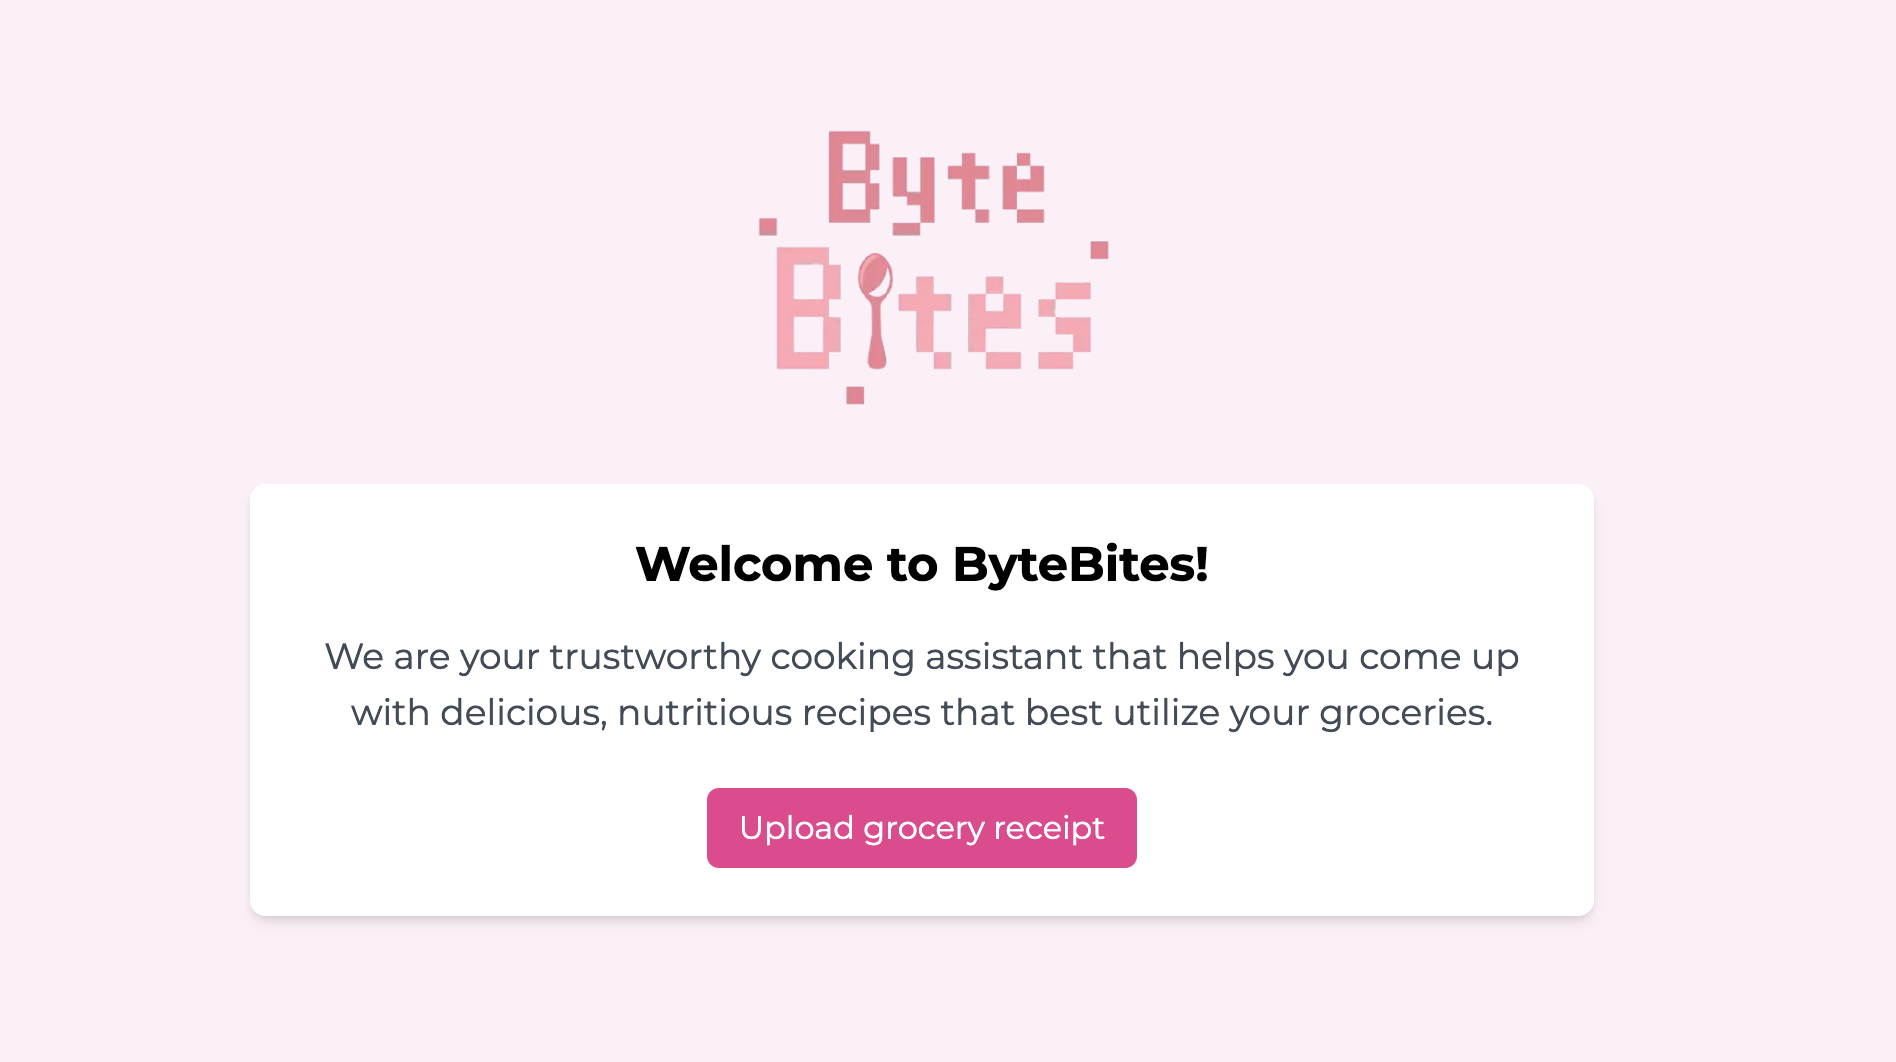 Byte
Bites
Welcome to ByteBites!
We are your trustworthy cooking assistant that helps you come up
with delicious, nutritious recipes that best utilize your groceries.
Upload grocery receipt